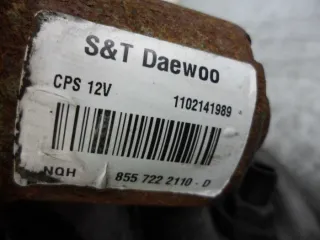 S&T Daewoo
CPS 12V 1102141989
NQH 855 722 2110 - D